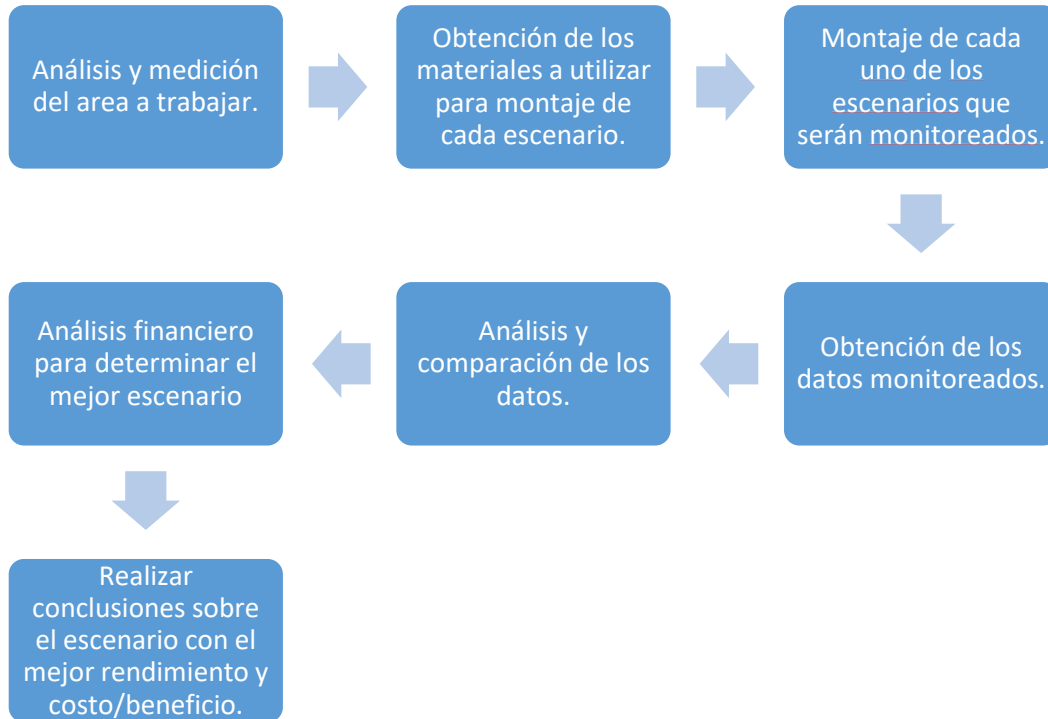 Análisis y medición
del area a trabajar.
Obtención de los
materiales a utilizar
para montaje de
cada escenario.
Montaje de cada
uno de los
escenarios que
serán monitoreados.
Obtención de los
datos monitoreados.
Análisis y
comparación de los
datos.
Análisis financiero
para determinar el
mejor escenario
Realizar
conclusiones sobre
el escenario con el
mejor rendimiento y
costo/beneficio.